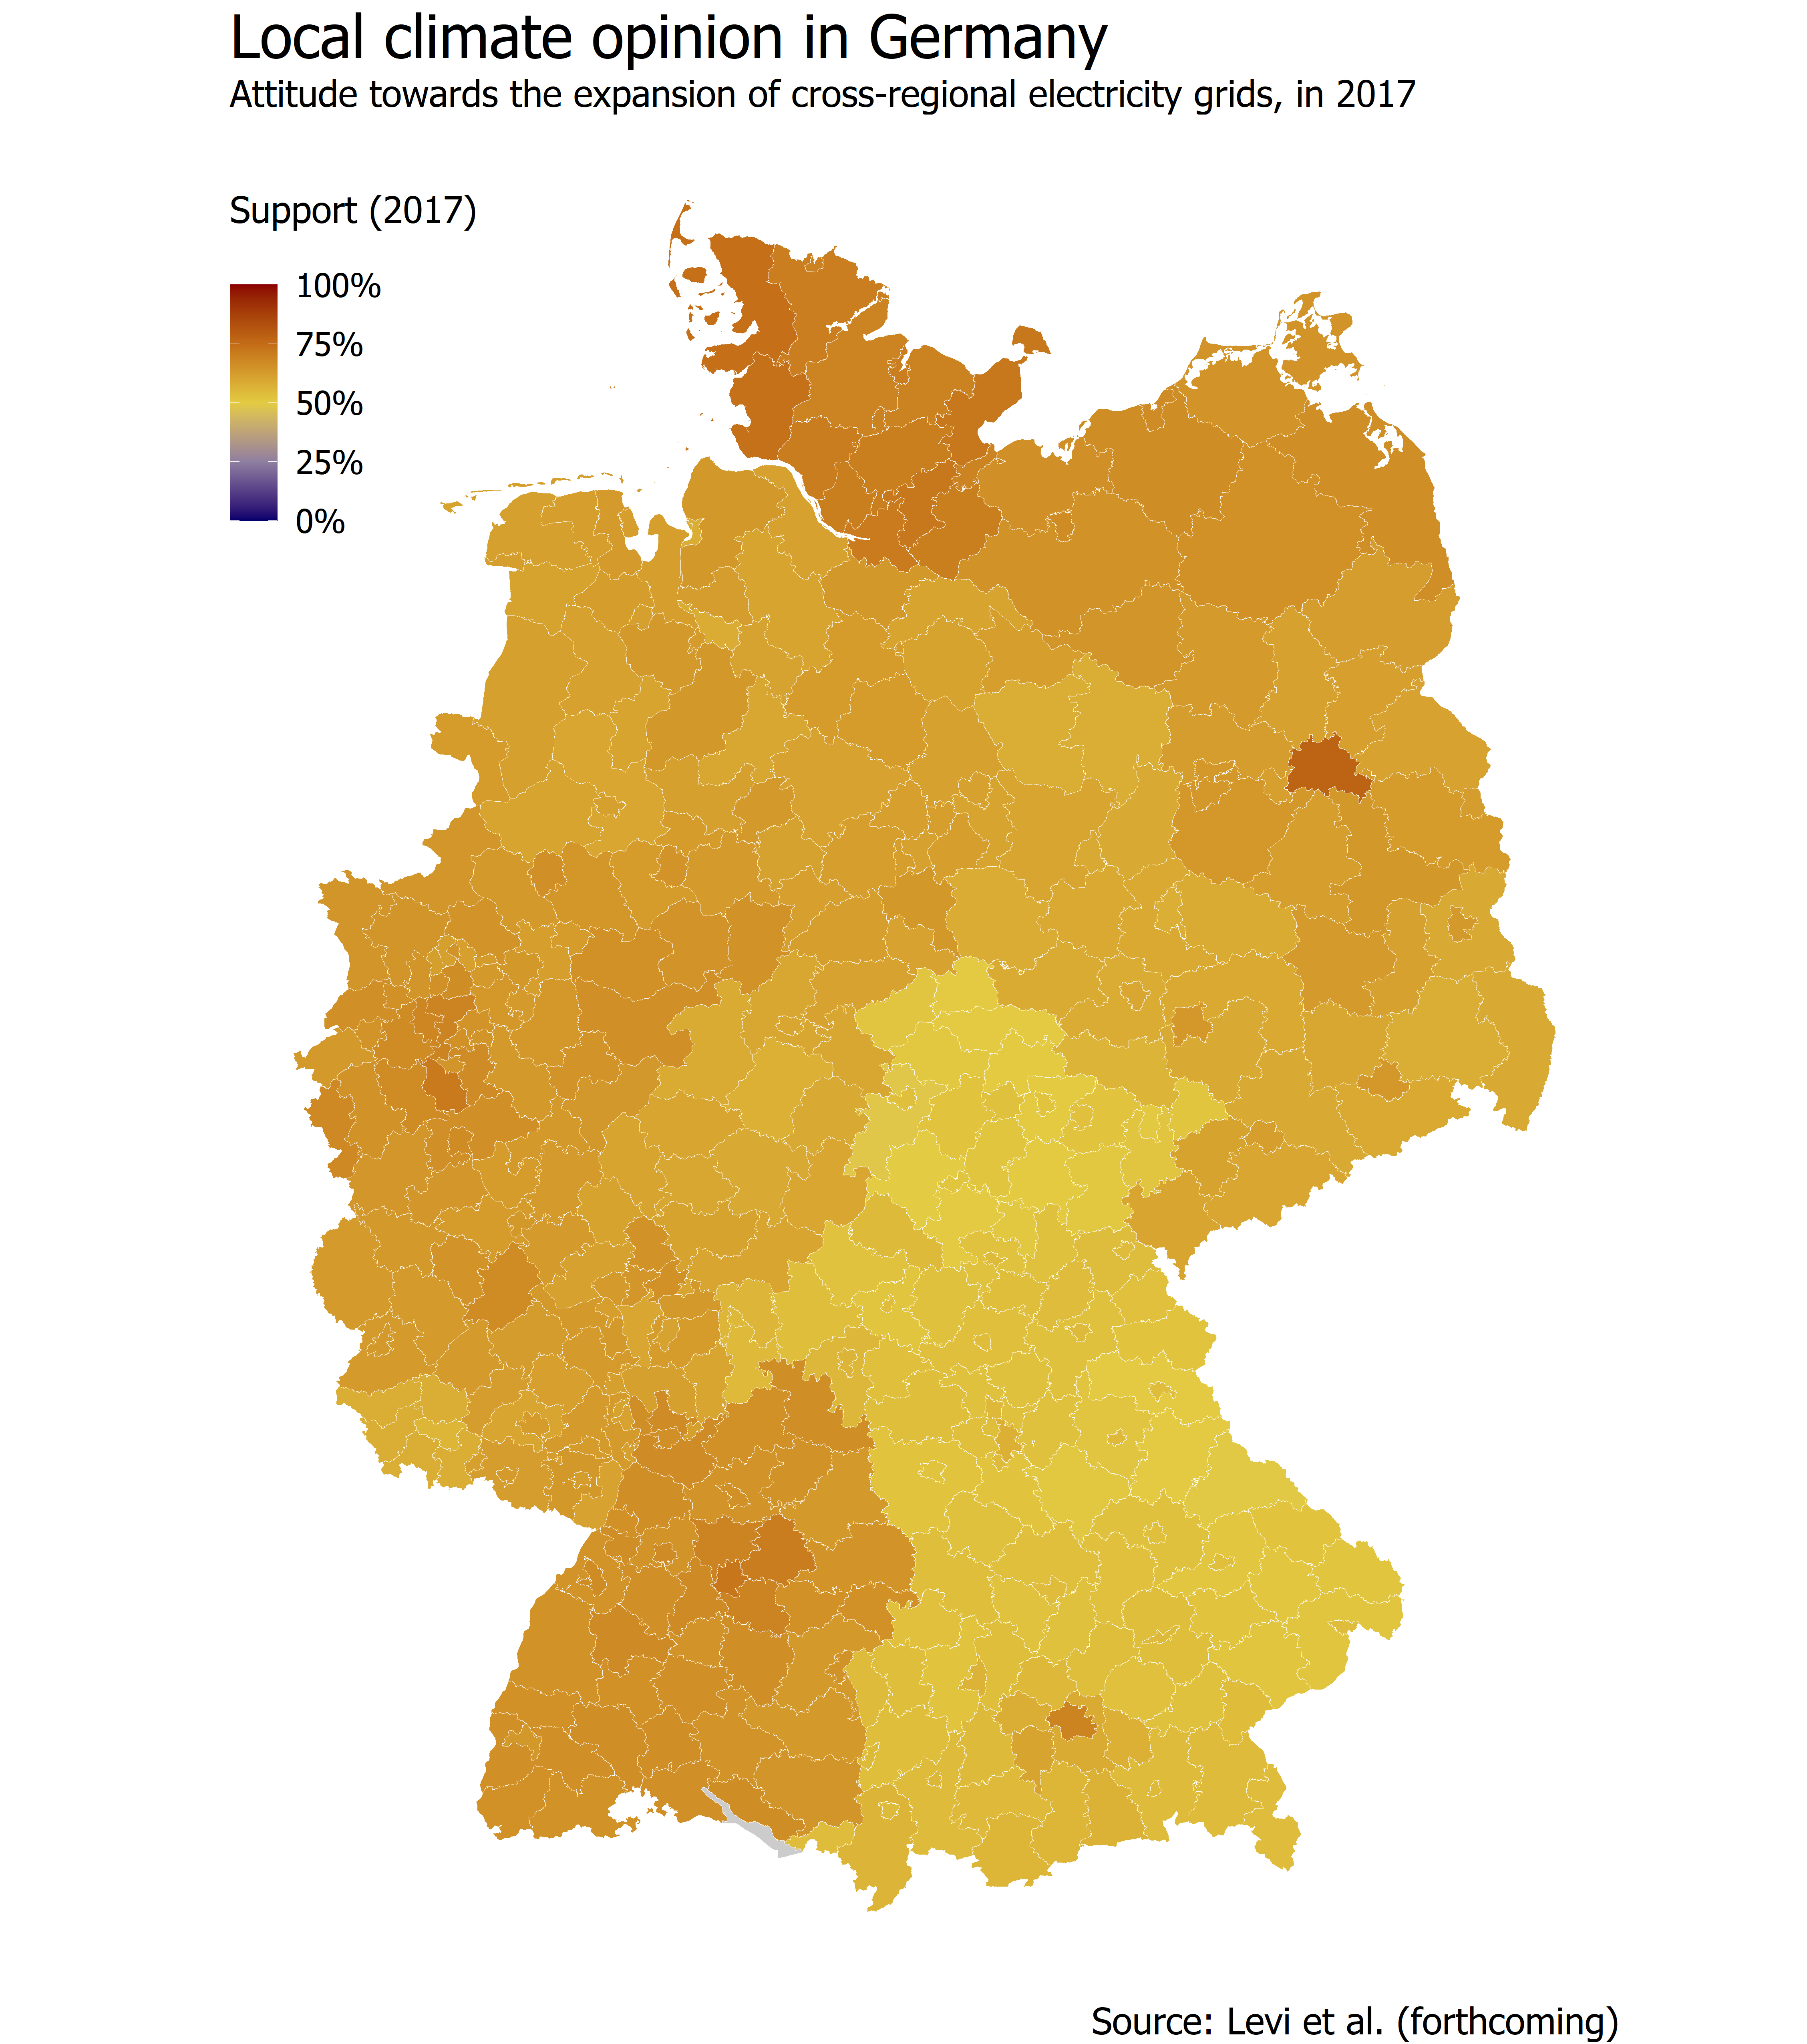 Local climate opinion in Germany
Attitude towards the expansion of cross-regional electricity grids, in 2017
Support (2017)
100%
75%
50%
25%
0%
Source: Levi et al. (forthcoming)